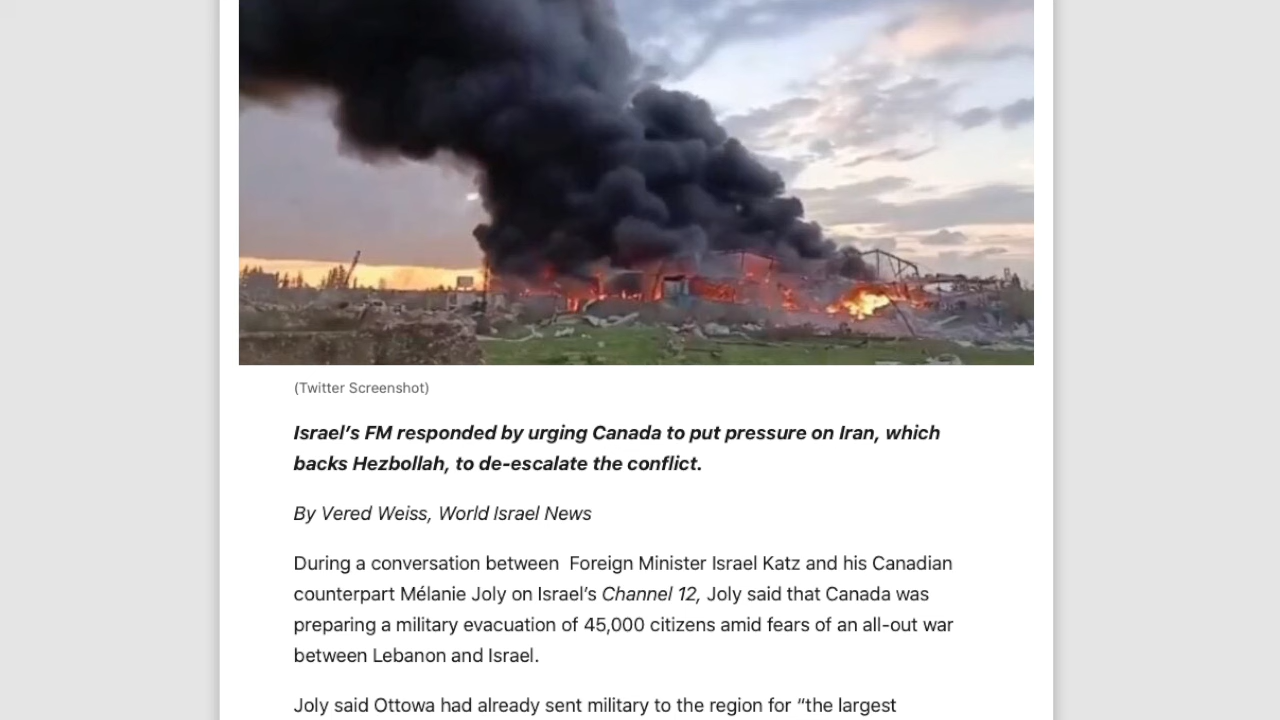 (Twitter Screenshot)
Israel’s FM responded by urging Canada to put pressure on Iran, which
backs Hezbollah, to de-escalate the conflict.
By Vered Weiss, World Israel News
During a conversation between  Foreign Minister Israel Katz and his Canadian
counterpart Mélanie Joly on Israel’s Channel 12, Joly said that Canada was
preparing a military evacuation of 45,000 citizens amid fears of an all-out war
between Lebanon and Israel.
Joly said Ottowa had already sent military to the region for “the largest